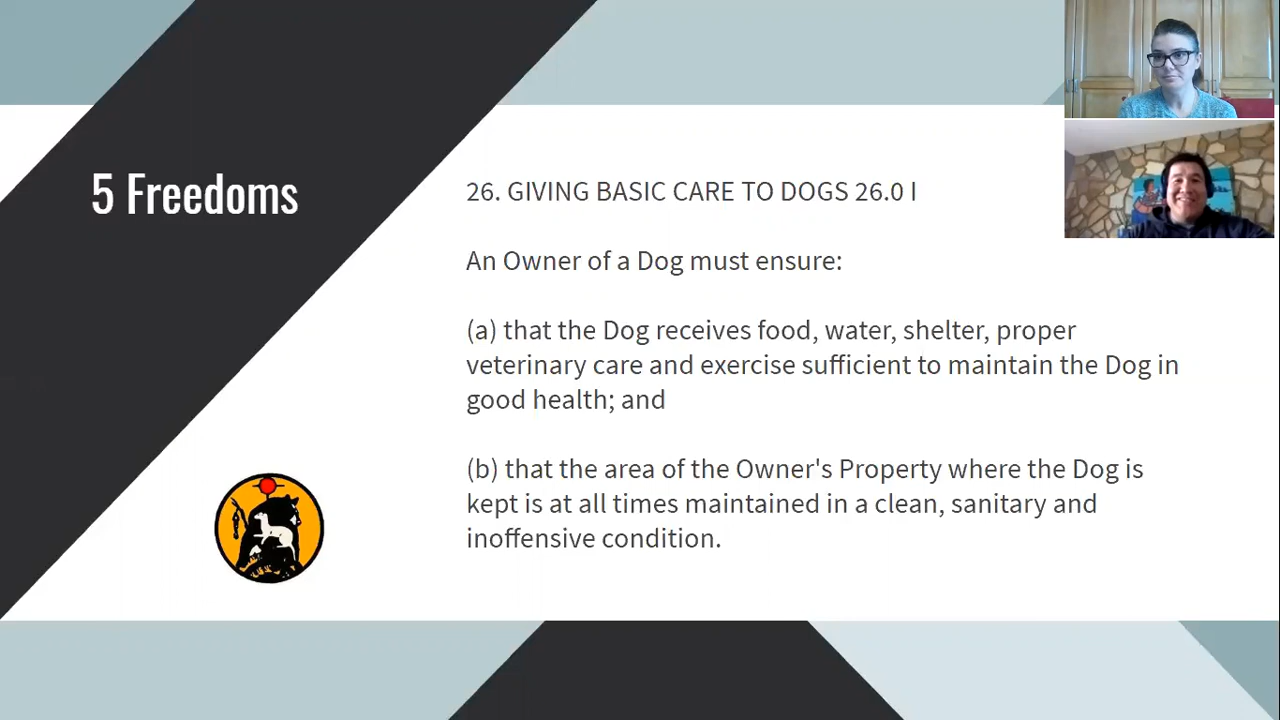 5 Freedoms
26. GIVING BASIC CARE TO DOGS 26.0 l
An Owner of a Dog must ensure:
(a) that the Dog receives food, water, shelter, proper
veterinary care and exercise sufficient to maintain the Dog in
good health; and
(b) that the area of the Owner's Property where the Dog is
kept is at all times maintained in a clean, sanitary and
inoffensive condition.